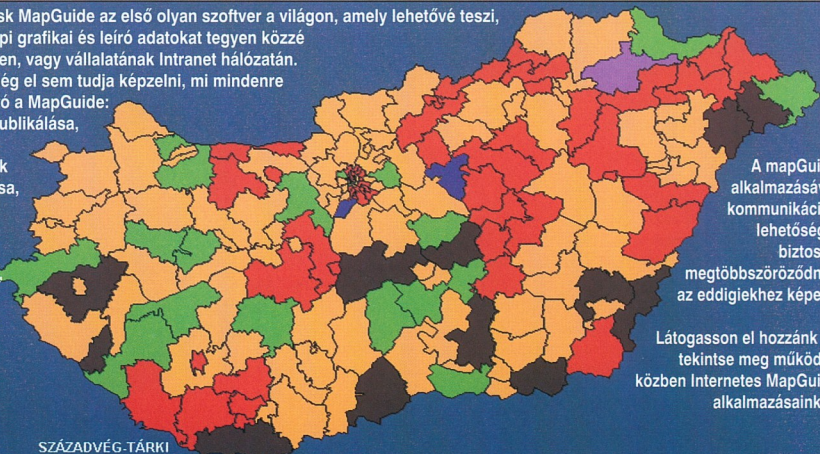 sk MapGuide az első olyan szoftver a világon, amely lehetővé teszi,
pi grafikai és leíró adatokat tegyen közzé
en, vagy vállalatának Intranet hálózatán.
ég el sem tudja képzelni, mi mindenre
ó a MapGuide:
ublikálása,
k
sa,
A mapGui
alkalmazásáv
kommunikáci
lehetőség
biztos
megtöbbszöröződn
az eddigiekhez képe
Látogasson el hozzánk
tekintse meg működ
közben Internetes MapGui
alkalmazásaink
SZÁZADVÉG-TÁRKI